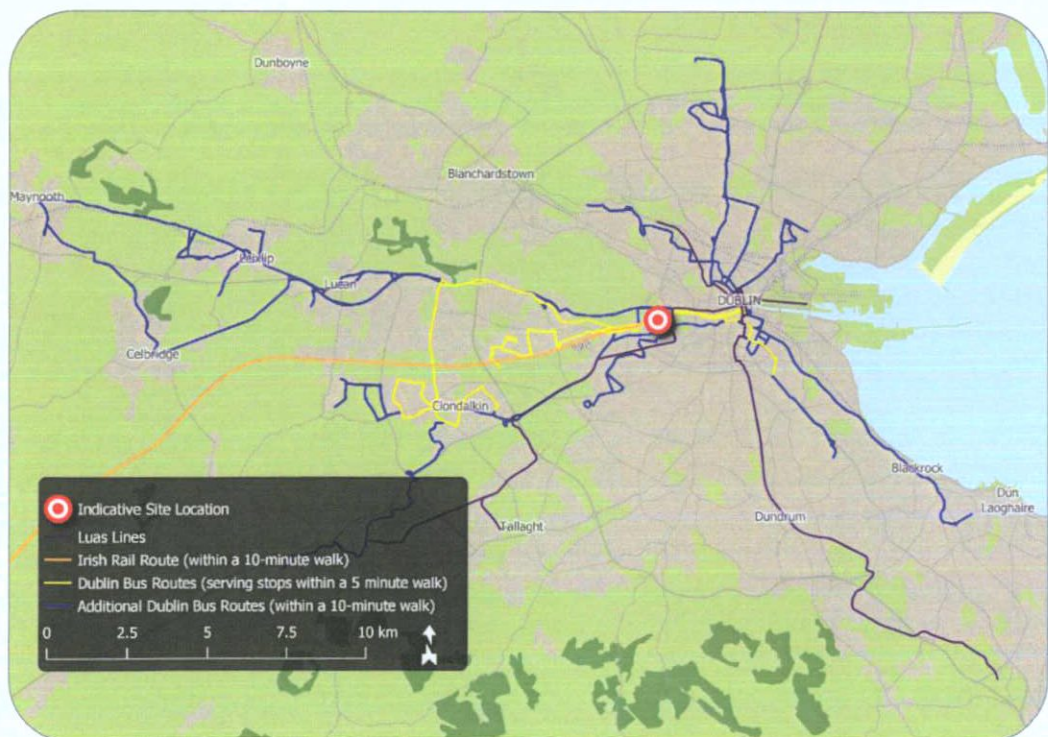 Dunboyne
Blanchardstown
Maynooth
Leixlip
Lucan
DUBLIN
Celbridge
Clondalkin
Blackrock
Dún
Laoghaire
Dundrum
Tallaght
Indicative Site Location
Luas Lines
Irish Rail Route (within a 10-minute walk)
Dublin Bus Routes (serving stops within a 5 minute walk)
Additional Dublin Bus Routes (within a 10-minute walk)
0 2.5 5 7.5 10 km